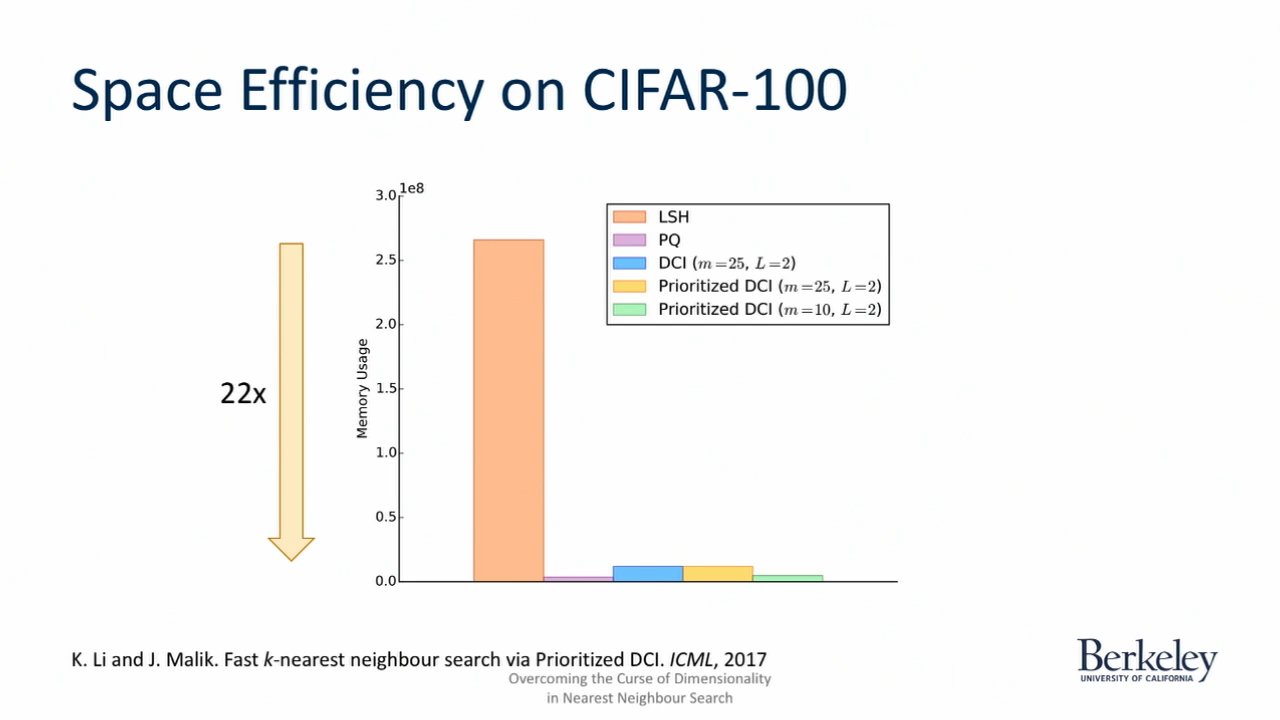 Space Efficiency on CIFAR-100
1e8
3.0
2.5
2.0
1.5
1.0
0.5
0.0
Memory Usage
LSH
PQ
DCI (m=25, L=2)
Prioritized DCI (m=25, L=2)
Prioritized DCI (m=10, L=2)
22x
K. Li and J. Malik. Fast k-nearest neighbour search via Prioritized DCI. ICML, 2017
Overcoming the Curse of Dimensionality
in Nearest Neighbour Search
Berkeley
UNIVERSITY OF CALIFORNIA